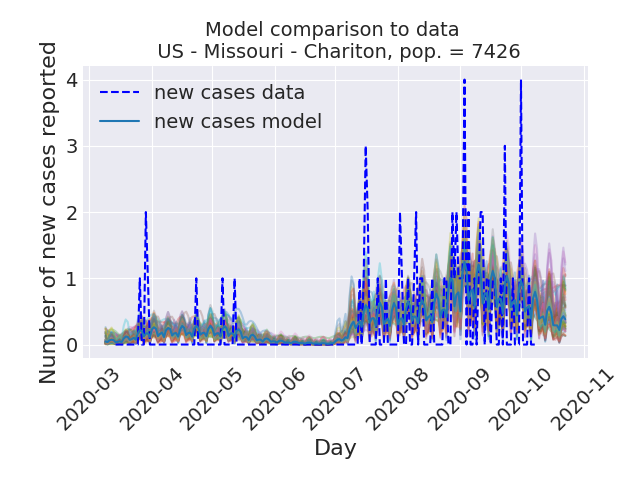 Model comparison to data
US - Missouri - Chariton, pop. = 7426
Number of new cases reported
4
3
2
1
0
new cases data
new cases model
2020-03
2020-04
2020-05
2020-06
2020-07
2020-08
2020-09
2020-10
2020-11
Day